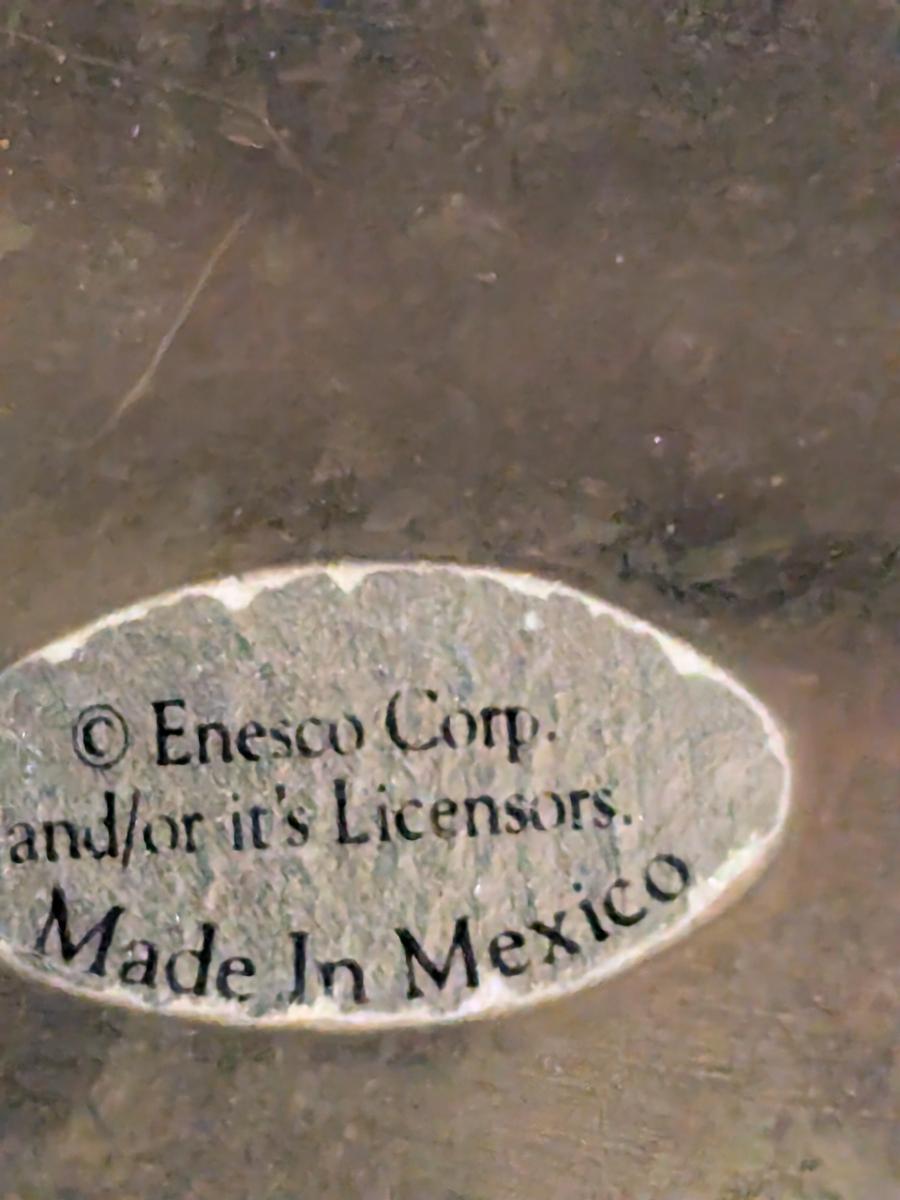 © Enesco Corp.
and/or it's Licensors.
Made In Mexico